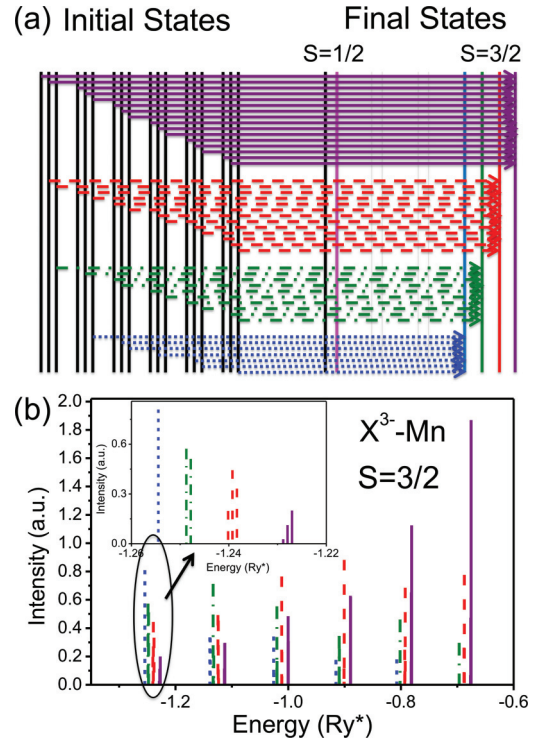 (a) Initial States Final States
S=1/2 S=3/2
(b)
2.0
1.8
1.6
1.4
1.2
1.0
0.8
0.6
0.4
0.2
0.0
Intensity (a.u.)
0.6
0.3
0.0
Intensity (a.u.)
-1.26 -1.24 -1.22
Energy (Ry*)
X³⁻-Mn
S=3/2
-1.2 -1.0 -0.8 -0.6
Energy (Ry*)